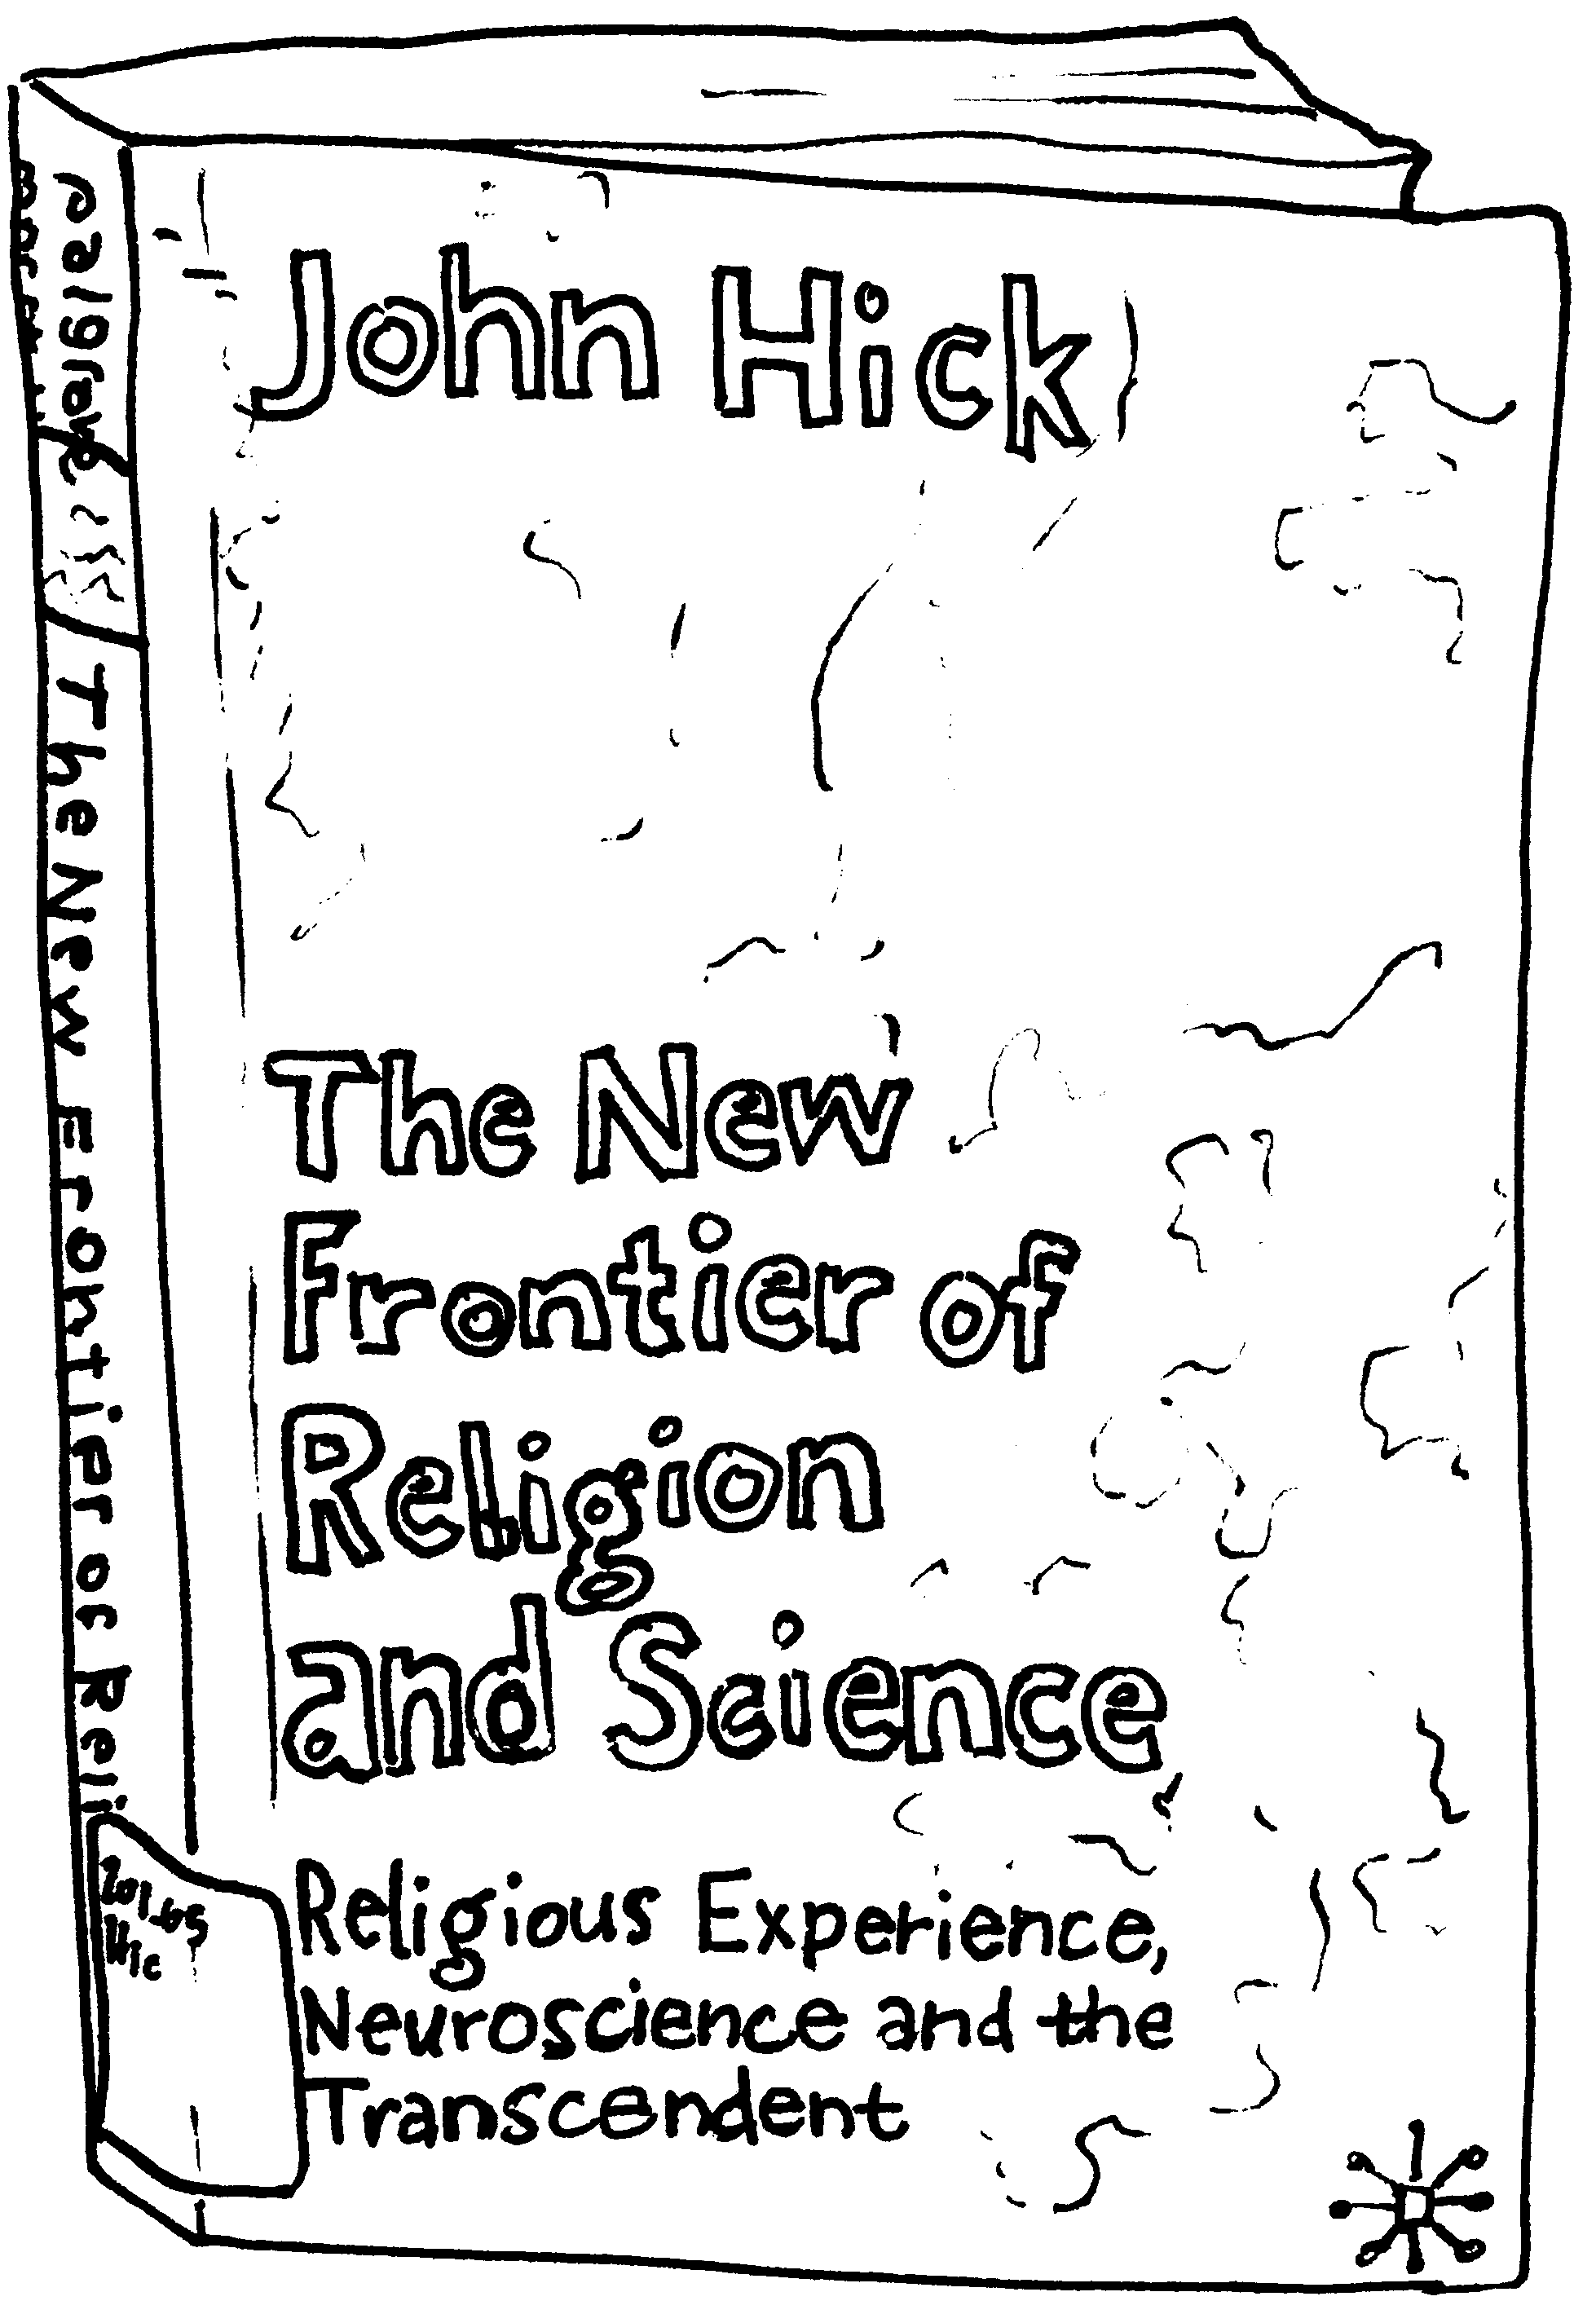 John Hick
The New
Frontier of
Religion
and Science
Religious Experience,
Neuroscience and the
Transcendent
palgrave
The New Frontier of Reli
201.65
Hic